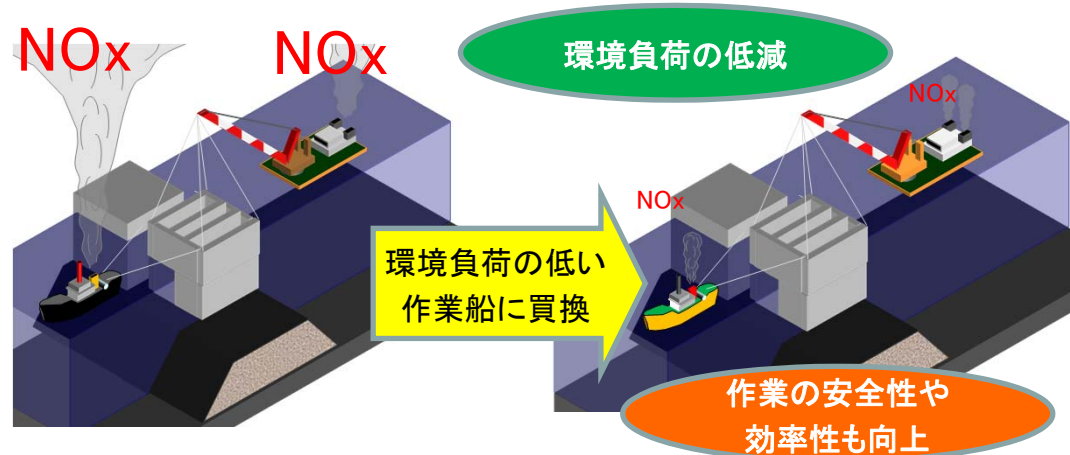 NOx
NOx
環境負荷の低減
NOx
NOx
環境負荷の低い
作業船に買換
作業の安全性や
効率性も向上